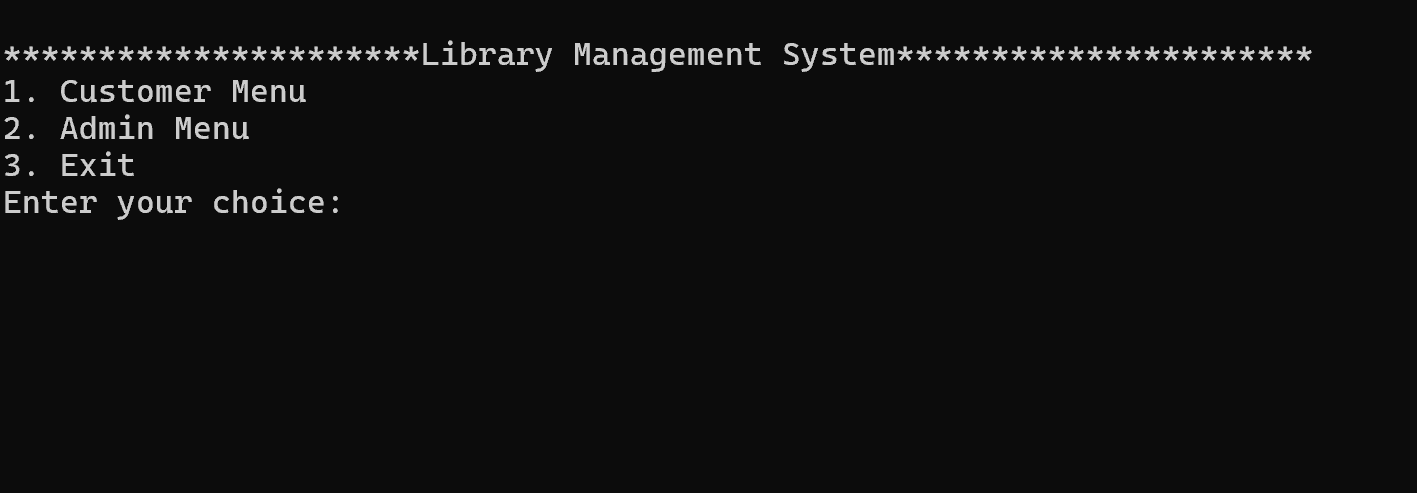 **********************Library Management System**********************
1. Customer Menu
2. Admin Menu
3. Exit
Enter your choice: